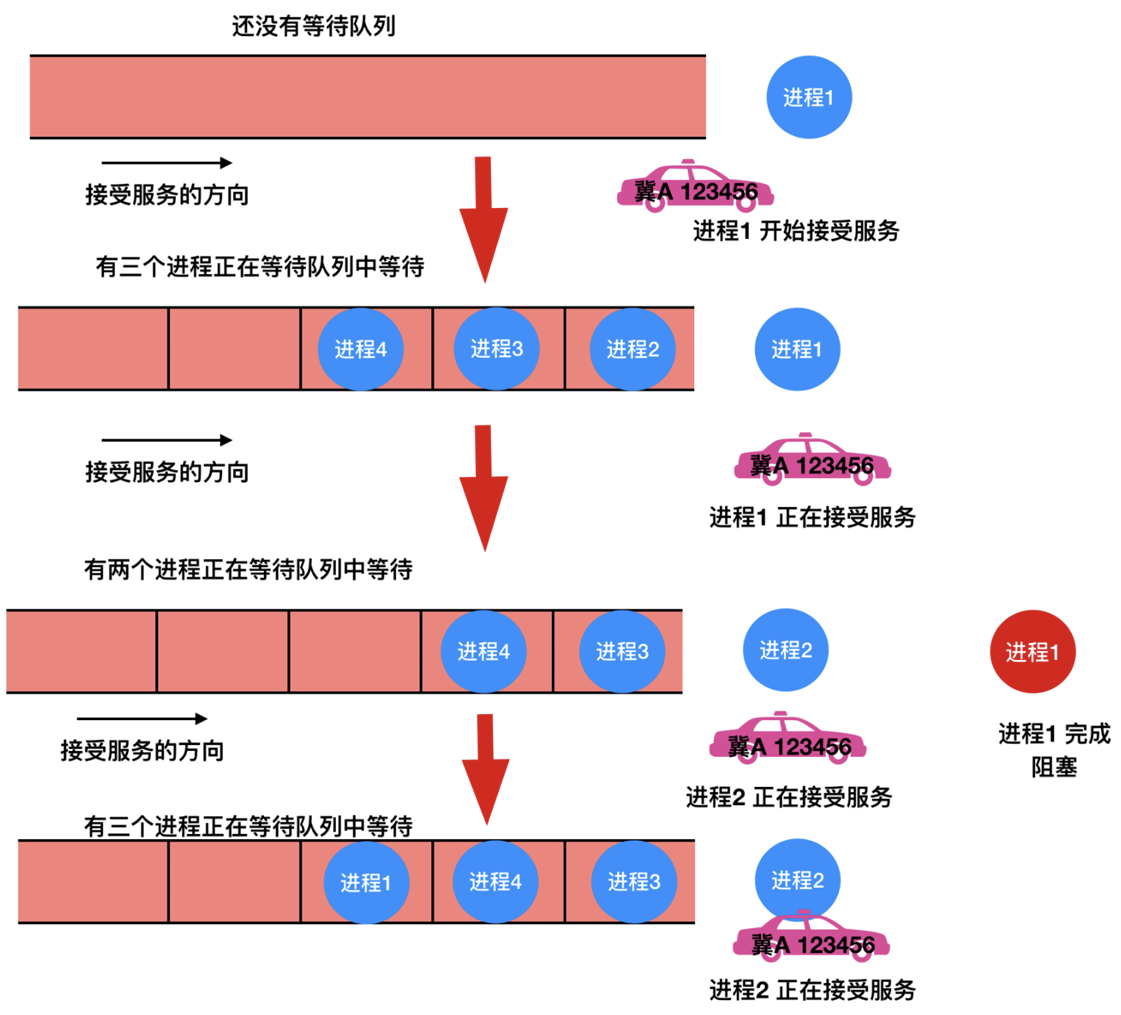 还没有等待队列
进程1
接受服务的方向
冀A 123456
进程1 开始接受服务
有三个进程正在等待队列中等待
进程4 进程3 进程2 进程1
接受服务的方向
冀A 123456
进程1 正在接受服务
有两个进程正在等待队列中等待
进程4 进程3 进程2 进程1
接受服务的方向
冀A 123456
进程2 正在接受服务
进程1 完成
阻塞
有三个进程正在等待队列中等待
进程1 进程4 进程3 进程2
冀A 123456
进程2 正在接受服务